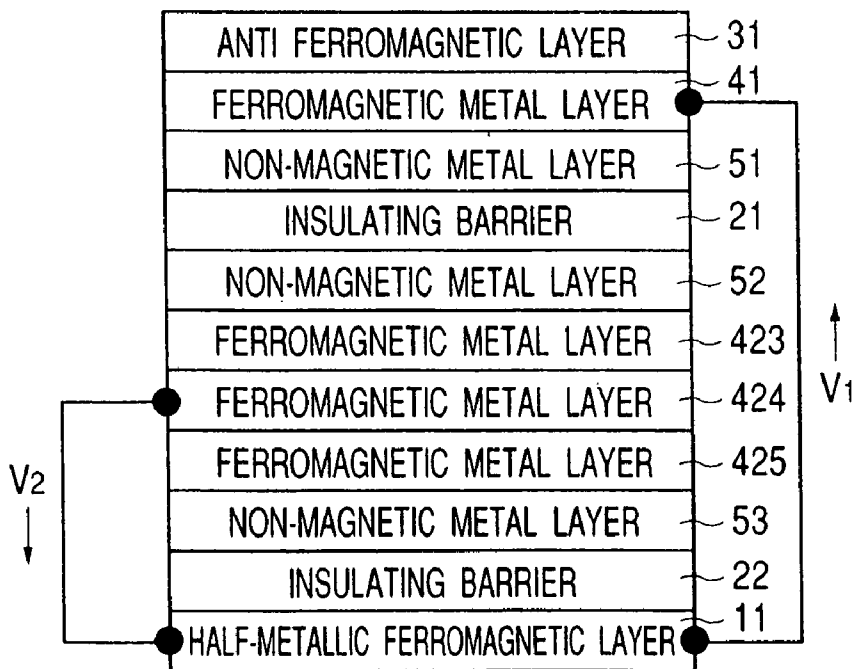 ANTI FERROMAGNETIC LAYER 31
FERROMAGNETIC METAL LAYER 41
NON-MAGNETIC METAL LAYER 51
INSULATING BARRIER 21
NON-MAGNETIC METAL LAYER 52
FERROMAGNETIC METAL LAYER 423
V1
FERROMAGNETIC METAL LAYER 424
FERROMAGNETIC METAL LAYER 425
V2
NON-MAGNETIC METAL LAYER 53
INSULATING BARRIER 22
HALF-METALLIC FERROMAGNETIC LAYER 11